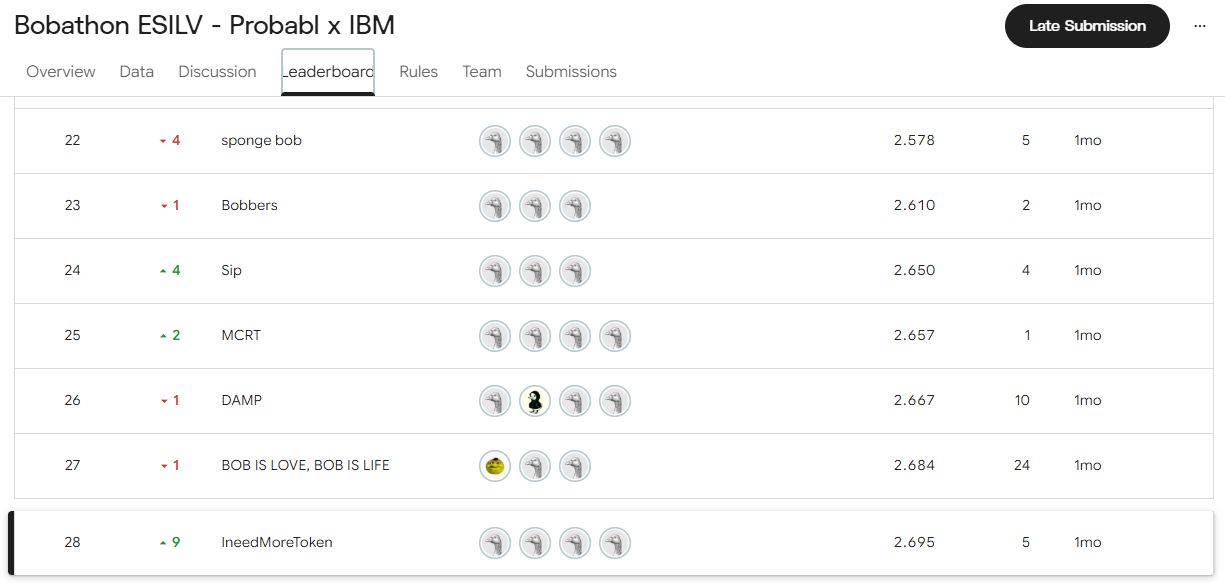 Bobathon ESILV - Probabl x IBM
Late Submission
...
Overview Data Discussion Leaderboard Rules Team Submissions
22 4 sponge bob 2.578 5 1mo
23 1 Bobbers 2.610 2 1mo
24 4 Sip 2.650 4 1mo
25 2 MCRT 2.657 1 1mo
26 1 DAMP 2.667 10 1mo
27 1 BOB IS LOVE, BOB IS LIFE 2.684 24 1mo
28 9 IneedMoreToken 2.695 5 1mo